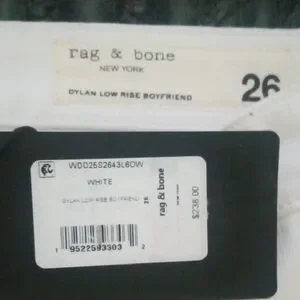 rag & bone
NEW YORK
DYLAN LOW RISE BOYFRIEND
26
WHITE
DYLAN LOW RISE BOYFRIEND
26
rag & bone
$238.00